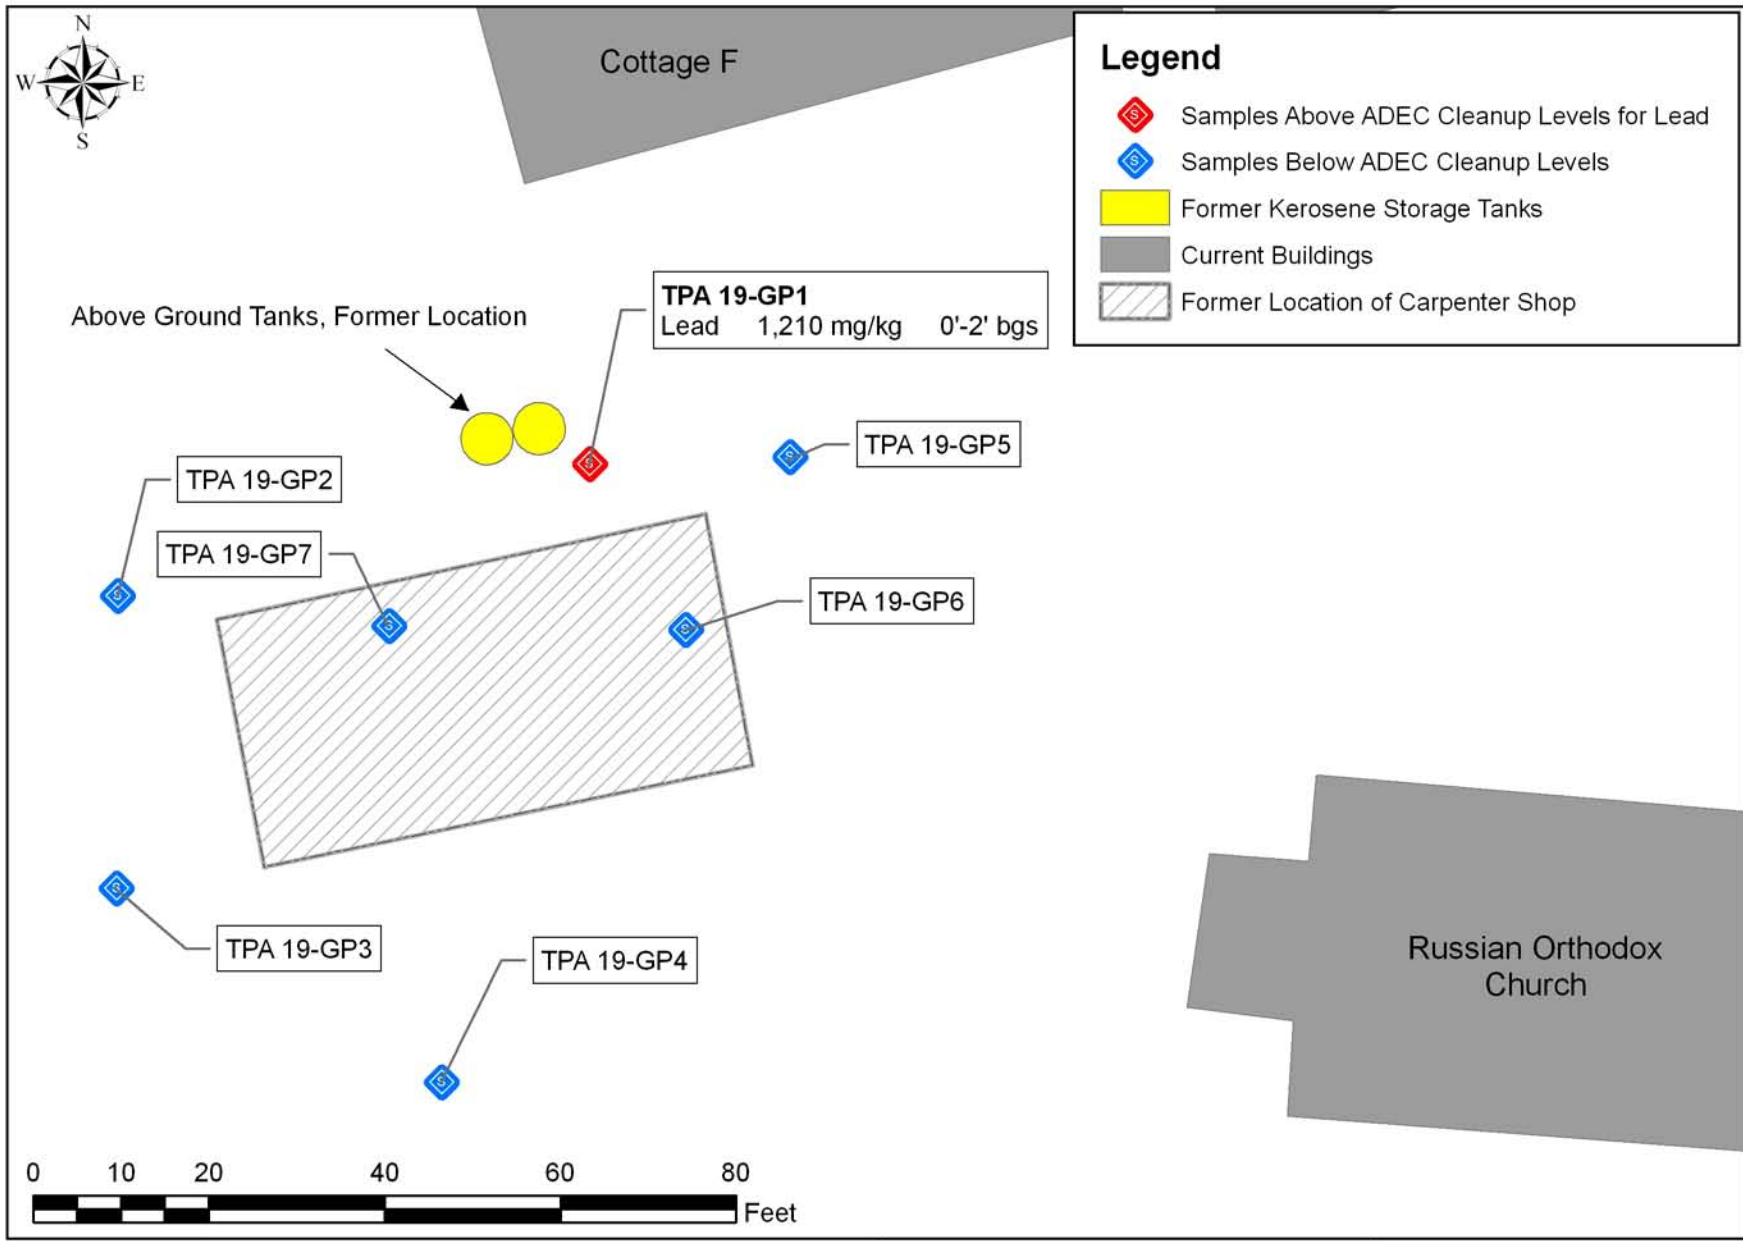 N
W E
S
Cottage F
Legend
S Samples Above ADEC Cleanup Levels for Lead
S Samples Below ADEC Cleanup Levels
Former Kerosene Storage Tanks
Current Buildings
Former Location of Carpenter Shop
TPA 19-GP1
Lead 1,210 mg/kg 0'-2' bgs
Above Ground Tanks, Former Location
S
TPA 19-GP5
S
TPA 19-GP2
TPA 19-GP7
S
S
TPA 19-GP6
S
S
TPA 19-GP3
TPA 19-GP4
S
S
Russian Orthodox
Church
0 10 20 40 60 80
Feet